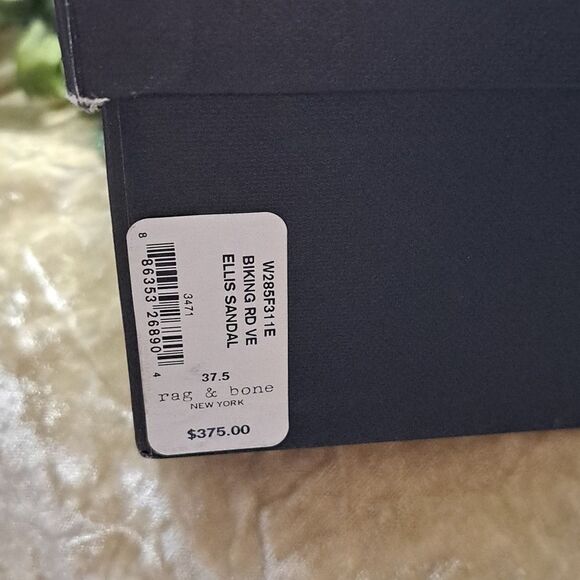 W285F311E
BIKING RD VE
ELLIS SANDAL
3471
8 86353 26890 4
37.5
rag & bone
NEW YORK
$375.00